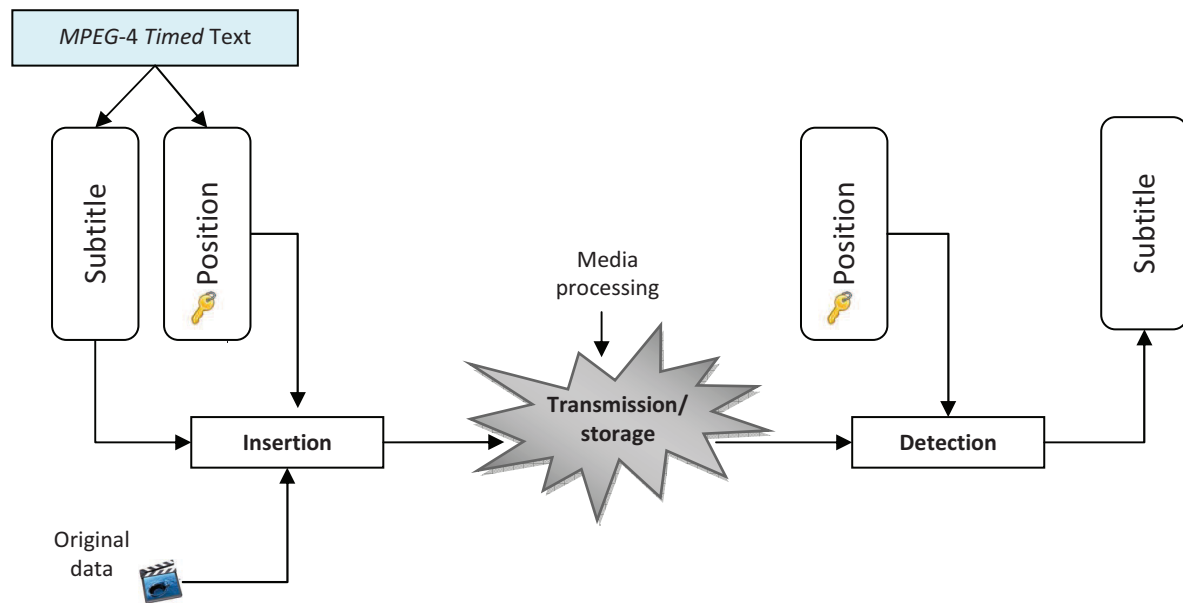 MPEG-4 Timed Text
Subtitle
Position
Media
processing
Transmission/
storage
Position
Subtitle
Insertion
Detection
Original
data